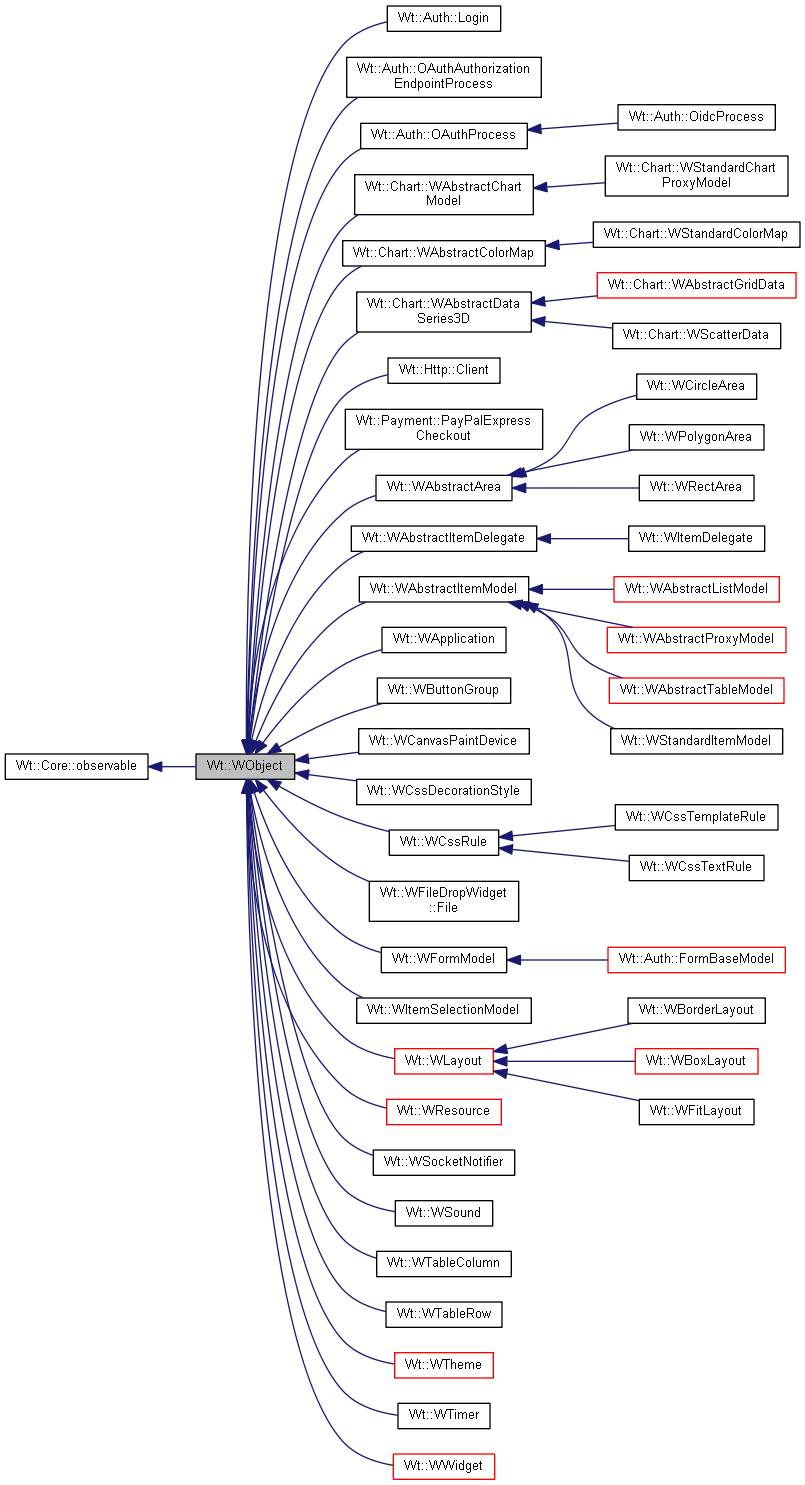 Wt::Auth::Login
Wt::Auth::OAuthAuthorization
EndpointProcess
Wt::Auth::OAuthProcess
Wt::Auth::OidcProcess
Wt::Chart::WAbstractChart
Model
Wt::Chart::WStandardChart
ProxyModel
Wt::Chart::WAbstractColorMap
Wt::Chart::WStandardColorMap
Wt::Chart::WAbstractData
Series3D
Wt::Chart::WAbstractGridData
Wt::Chart::WScatterData
Wt::Http::Client
Wt::Payment::PayPalExpress
Checkout
Wt::WAbstractArea
Wt::WCircleArea
Wt::WPolygonArea
Wt::WRectArea
Wt::WAbstractItemDelegate
Wt::WItemDelegate
Wt::WAbstractItemModel
Wt::WAbstractListModel
Wt::WAbstractProxyModel
Wt::WAbstractTableModel
Wt::WStandardItemModel
Wt::WApplication
Wt::WButtonGroup
Wt::WCanvasPaintDevice
Wt::Core::observable
Wt::WObject
Wt::WCssDecorationStyle
Wt::WCssRule
Wt::WCssTemplateRule
Wt::WCssTextRule
Wt::WFileDropWidget
::File
Wt::WFormModel
Wt::Auth::FormBaseModel
Wt::WItemSelectionModel
Wt::WLayout
Wt::WBorderLayout
Wt::WBoxLayout
Wt::WFitLayout
Wt::WResource
Wt::WSocketNotifier
Wt::WSound
Wt::WTableColumn
Wt::WTableRow
Wt::WTheme
Wt::WTimer
Wt::WWidget